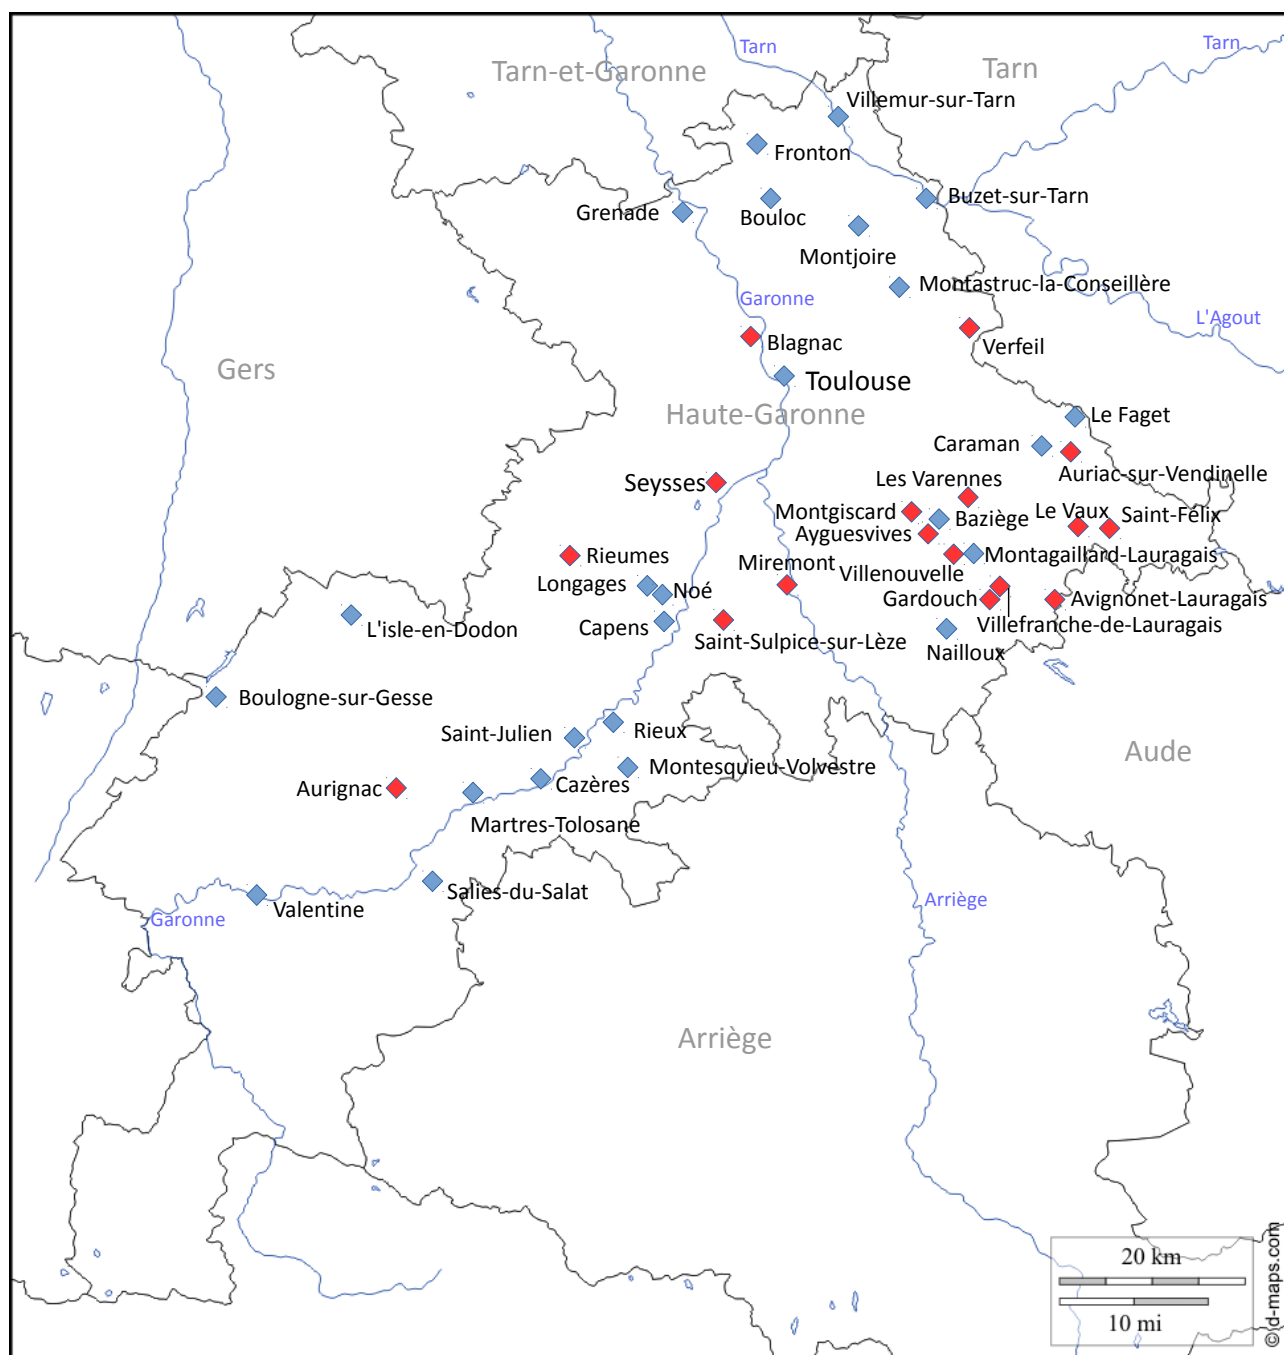 Tarn
Tarn
Tarn-et-Garonne
Tarn
Villemur-sur-Tarn
Fronton
Grenade
Bouloc
Buzet-sur-Tarn
Montjoire
Montastruc-la-Conseillère
Garonne
L'Agout
Blagnac
Verfeil
Gers
Toulouse
Haute-Garonne
Le Faget
Caraman
Auriac-sur-Vendinelle
Seysses
Les Varennes
Montgiscard
Baziège
Le Vaux
Saint-Félix
Ayguesvives
Rieumes
Miremont
Montagaillard-Lauragais
Longages
Noé
Villenouvelle
Gardouch
Avignonet-Lauragais
L'isle-en-Dodon
Capens
Saint-Sulpice-sur-Lèze
Villefranche-de-Lauragais
Nailloux
Boulogne-sur-Gesse
Saint-Julien
Rieux
Aude
Montesquieu-Volvestre
Aurignac
Cazères
Martres-Tolosane
Salies-du-Salat
Valentine
Garonne
Arriège
Arriège
20 km
10 mi
© d-maps.com